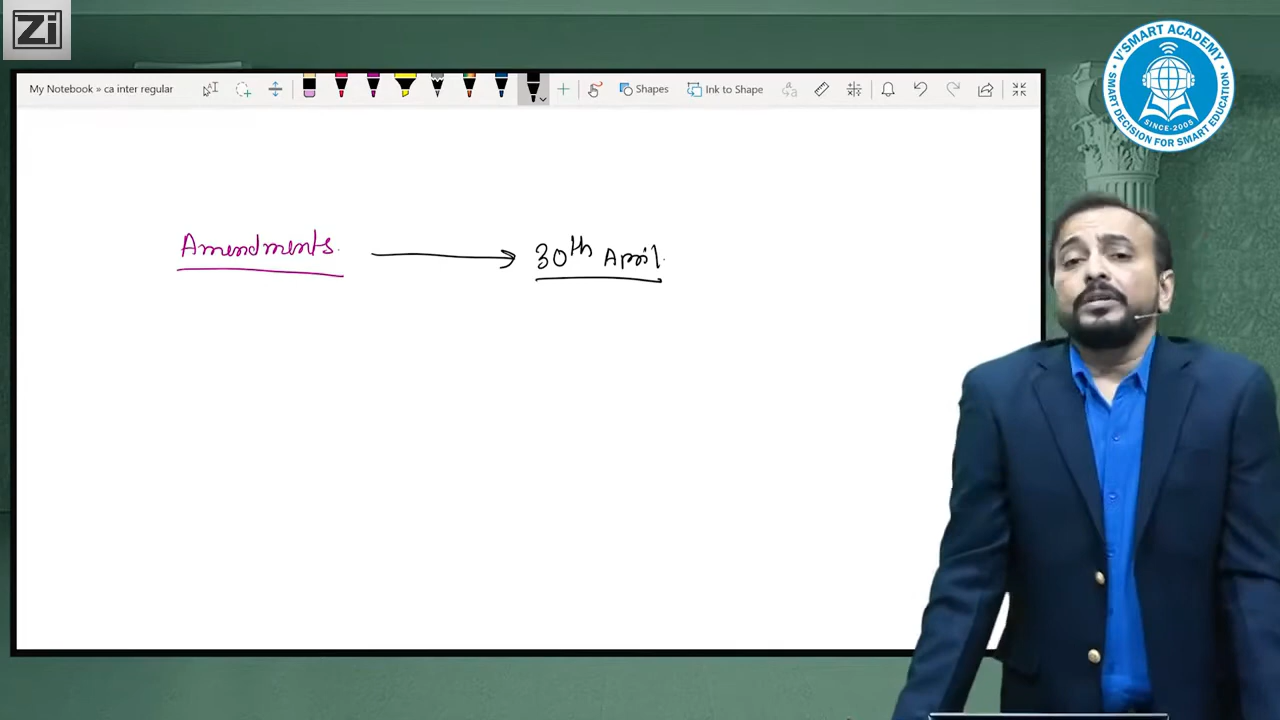 Zi
V'SMART ACADEMY
SINCE-2005
SMART DECISION FOR SMART EDUCATION
My Notebook » ca inter regular
Shapes
Ink to Shape
Amendments. → 30th April.